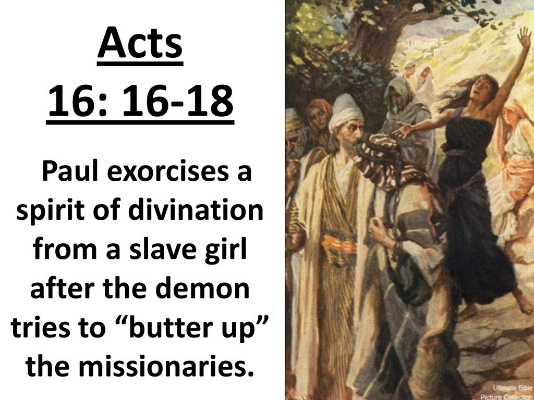 Acts
16: 16-18
Paul exorcises a
spirit of divination
from a slave girl
after the demon
tries to “butter up”
the missionaries.
Ultimate Bible
Picture Collection